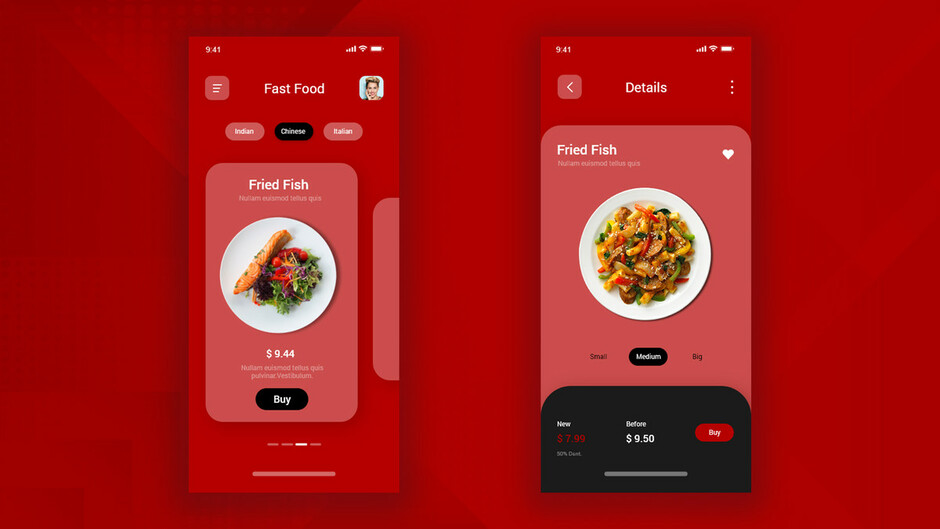 9:41
Fast Food
Indian
Chinese
Italian
Fried Fish
Nullam euismod tellus quis
$ 9.44
Nullam euismod tellus quis
pulvinar.Vestibulum.
Buy
9:41
Details
Fried Fish
Nullam euismod tellus quis
Small
Medium
Big
New
Before
$ 7.99
$ 9.50
Buy